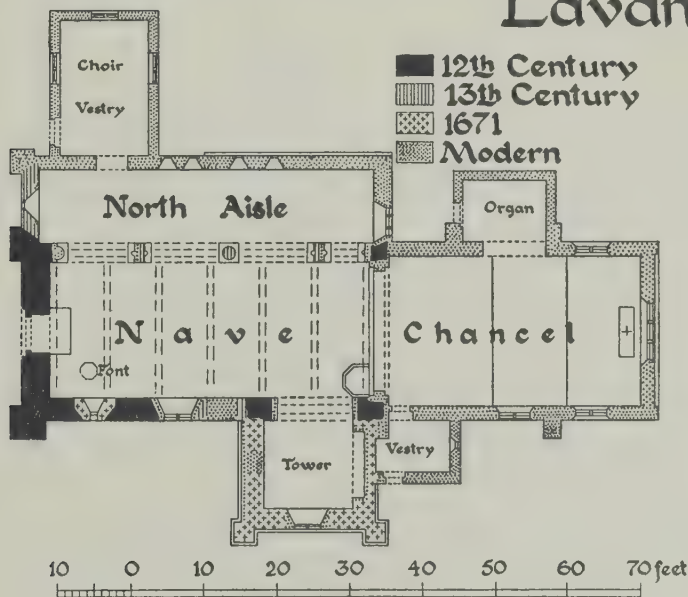 Lavan
12th Century
13th Century
1671
Modern
Choir
Vestry
North Aisle
Organ
Nave
Chancel
Font
Tower
Vestry
10 0 10 20 30 40 50 60 70 feet